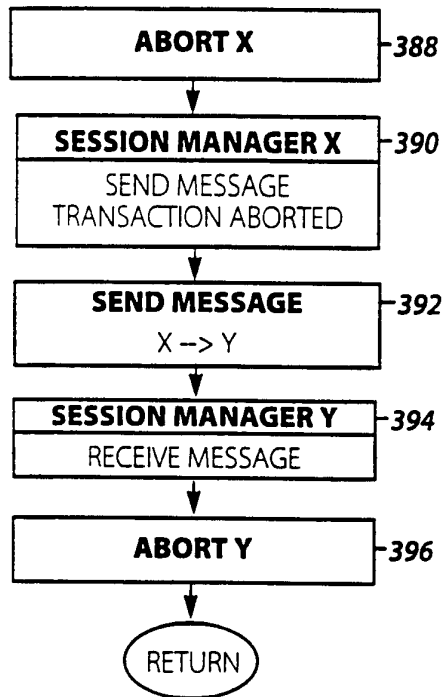 ABORT X
388
SESSION MANAGER X
390
SEND MESSAGE
TRANSACTION ABORTED
SEND MESSAGE
392
X --> Y
SESSION MANAGER Y
394
RECEIVE MESSAGE
ABORT Y
396
RETURN